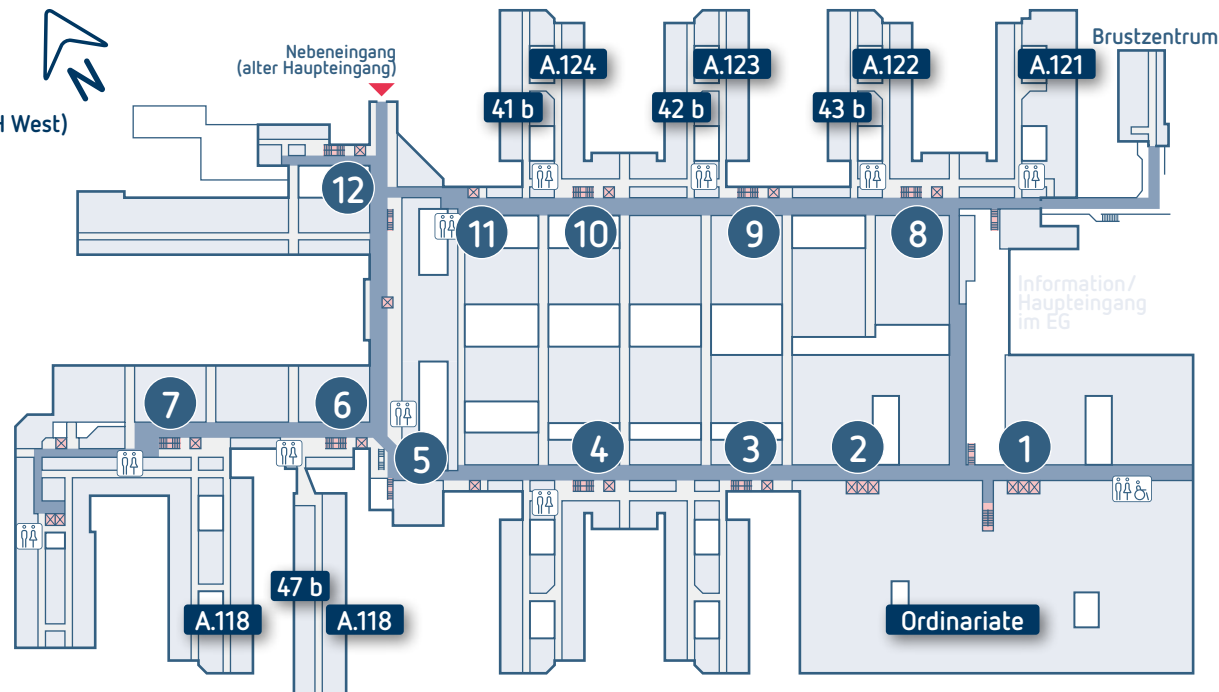 N
H West)
Nebeneingang
(alter Haupteingang)
Brustzentrum
A.124
A.123
A.122
A.121
41 b
42 b
43 b
12
11
10
9
8
Information/
Haupteingang
im EG
7
6
5
4
3
2
1
47 b
A.118
A.118
Ordinariate